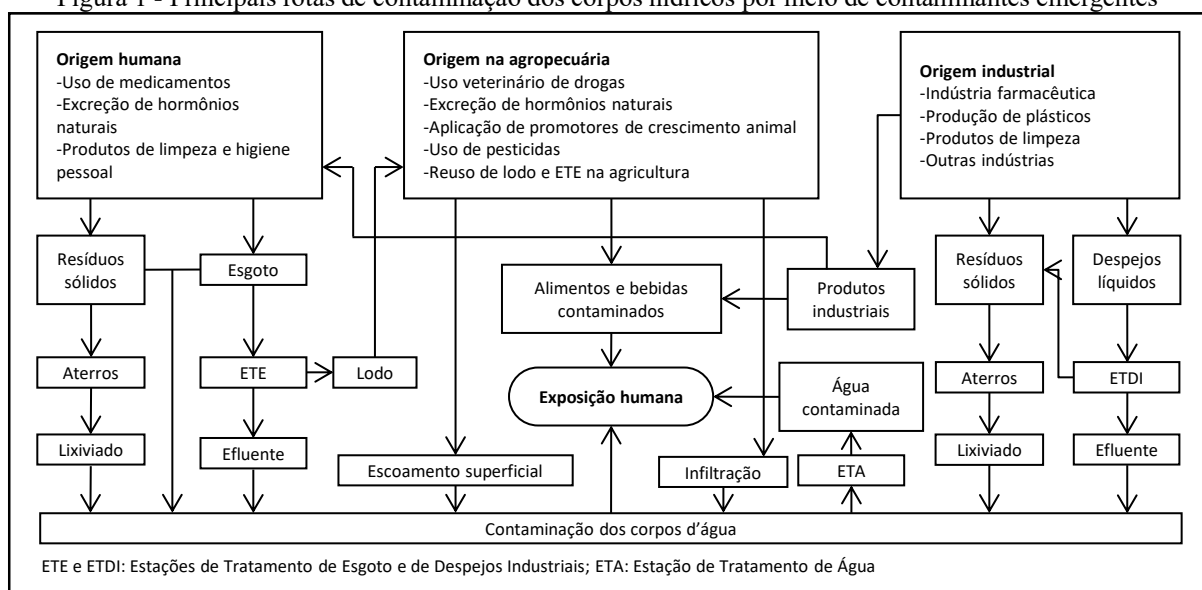 Figura 1 - Principais rotas de contaminação dos corpos hídricos por meio de contaminantes emergentes
Origem humana
-Uso de medicamentos
-Excreção de hormônios
naturais
-Produtos de limpeza e higiene
pessoal
Origem na agropecuária
-Uso veterinário de drogas
-Excreção de hormônios naturais
-Aplicação de promotores de crescimento animal
-Uso de pesticidas
-Reuso de lodo e ETE na agricultura
Origem industrial
-Indústria farmacêutica
-Produção de plásticos
-Produtos de limpeza
-Outras indústrias
Resíduos
sólidos
Esgoto
Alimentos e bebidas
contaminados
Produtos
industriais
Resíduos
sólidos
Despejos
líquidos
Aterros
ETE
Lodo
Exposição humana
Água
contaminada
Aterros
ETDI
Lixiviado
Efluente
Escoamento superficial
Infiltração
ETA
Lixiviado
Efluente
Contaminação dos corpos d’água
ETE e ETDI: Estações de Tratamento de Esgoto e de Despejos Industriais; ETA: Estação de Tratamento de Água